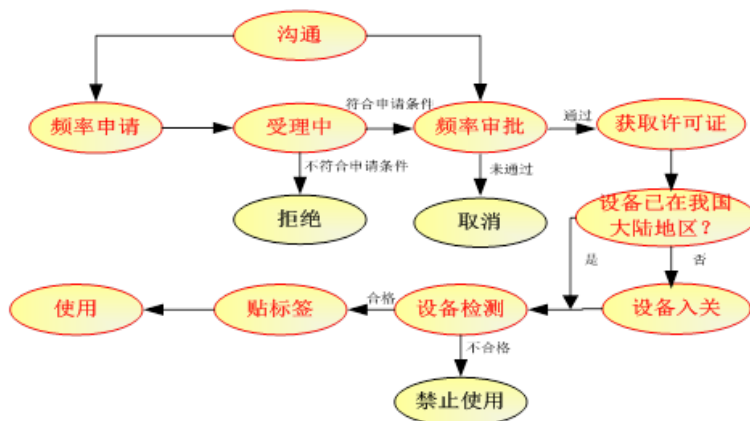 沟通
符合申请条件
通过
频率申请
受理中
频率审批
获取许可证
不符合申请条件
未通过
拒绝
取消
设备已在我国
大陆地区？
是
否
使用
贴标签
合格
设备检测
设备入关
不合格
禁止使用